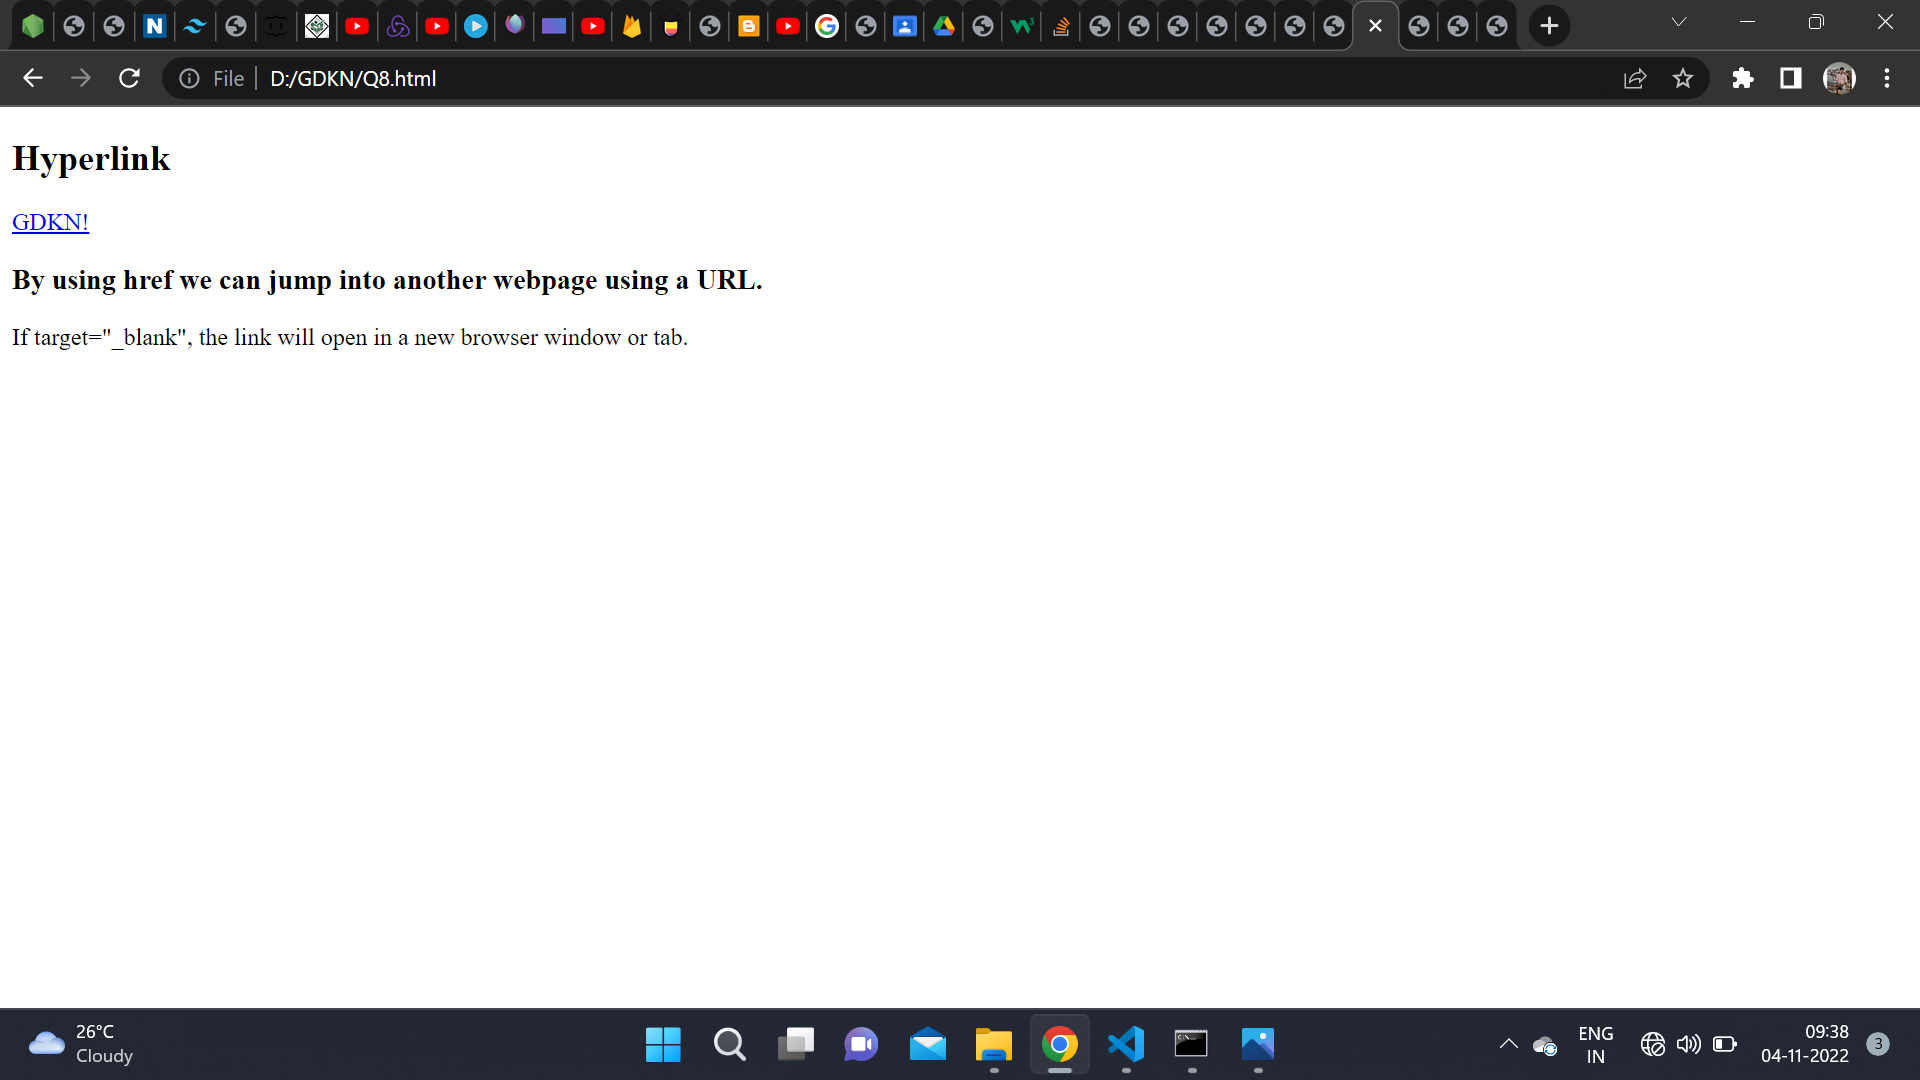 File
D:/GDKN/Q8.html
Hyperlink
GDKN!
By using href we can jump into another webpage using a URL.
If target="_blank", the link will open in a new browser window or tab.
26°C
Cloudy
ENG
IN
09:38
04-11-2022
3